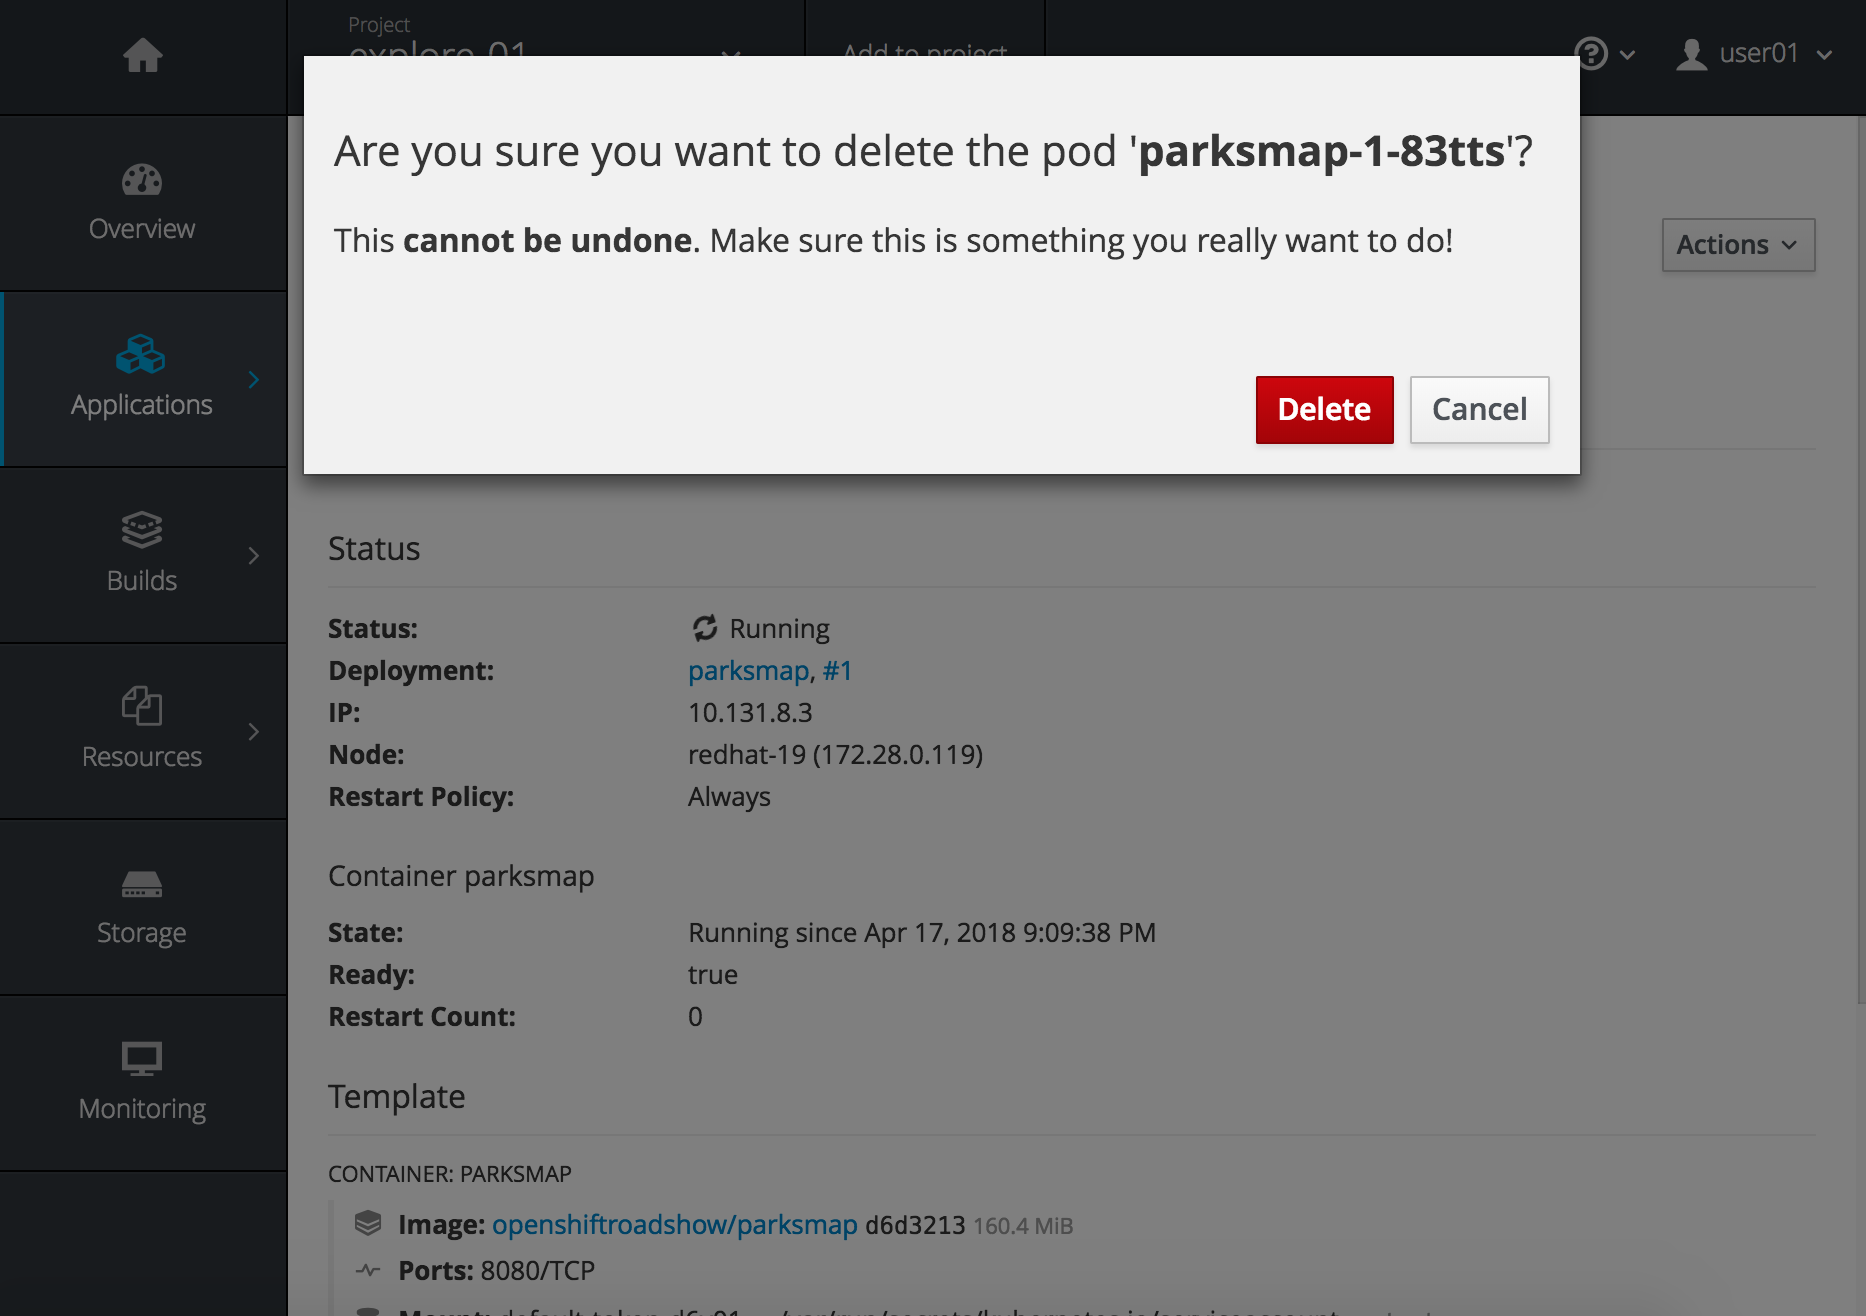 Project
explore-01
Add to project
user01
Are you sure you want to delete the pod 'parksmap-1-83tts'?
This cannot be undone. Make sure this is something you really want to do!
Delete
Cancel
Actions
Overview
Applications
Builds
Resources
Storage
Monitoring
Status
Status: Running
Deployment: parksmap, #1
IP: 10.131.8.3
Node: redhat-19 (172.28.0.119)
Restart Policy: Always
Container parksmap
State: Running since Apr 17, 2018 9:09:38 PM
Ready: true
Restart Count: 0
Template
CONTAINER: PARKSMAP
Image: openshiftroadshow/parksmap d6d3213 160.4 MiB
Ports: 8080/TCP